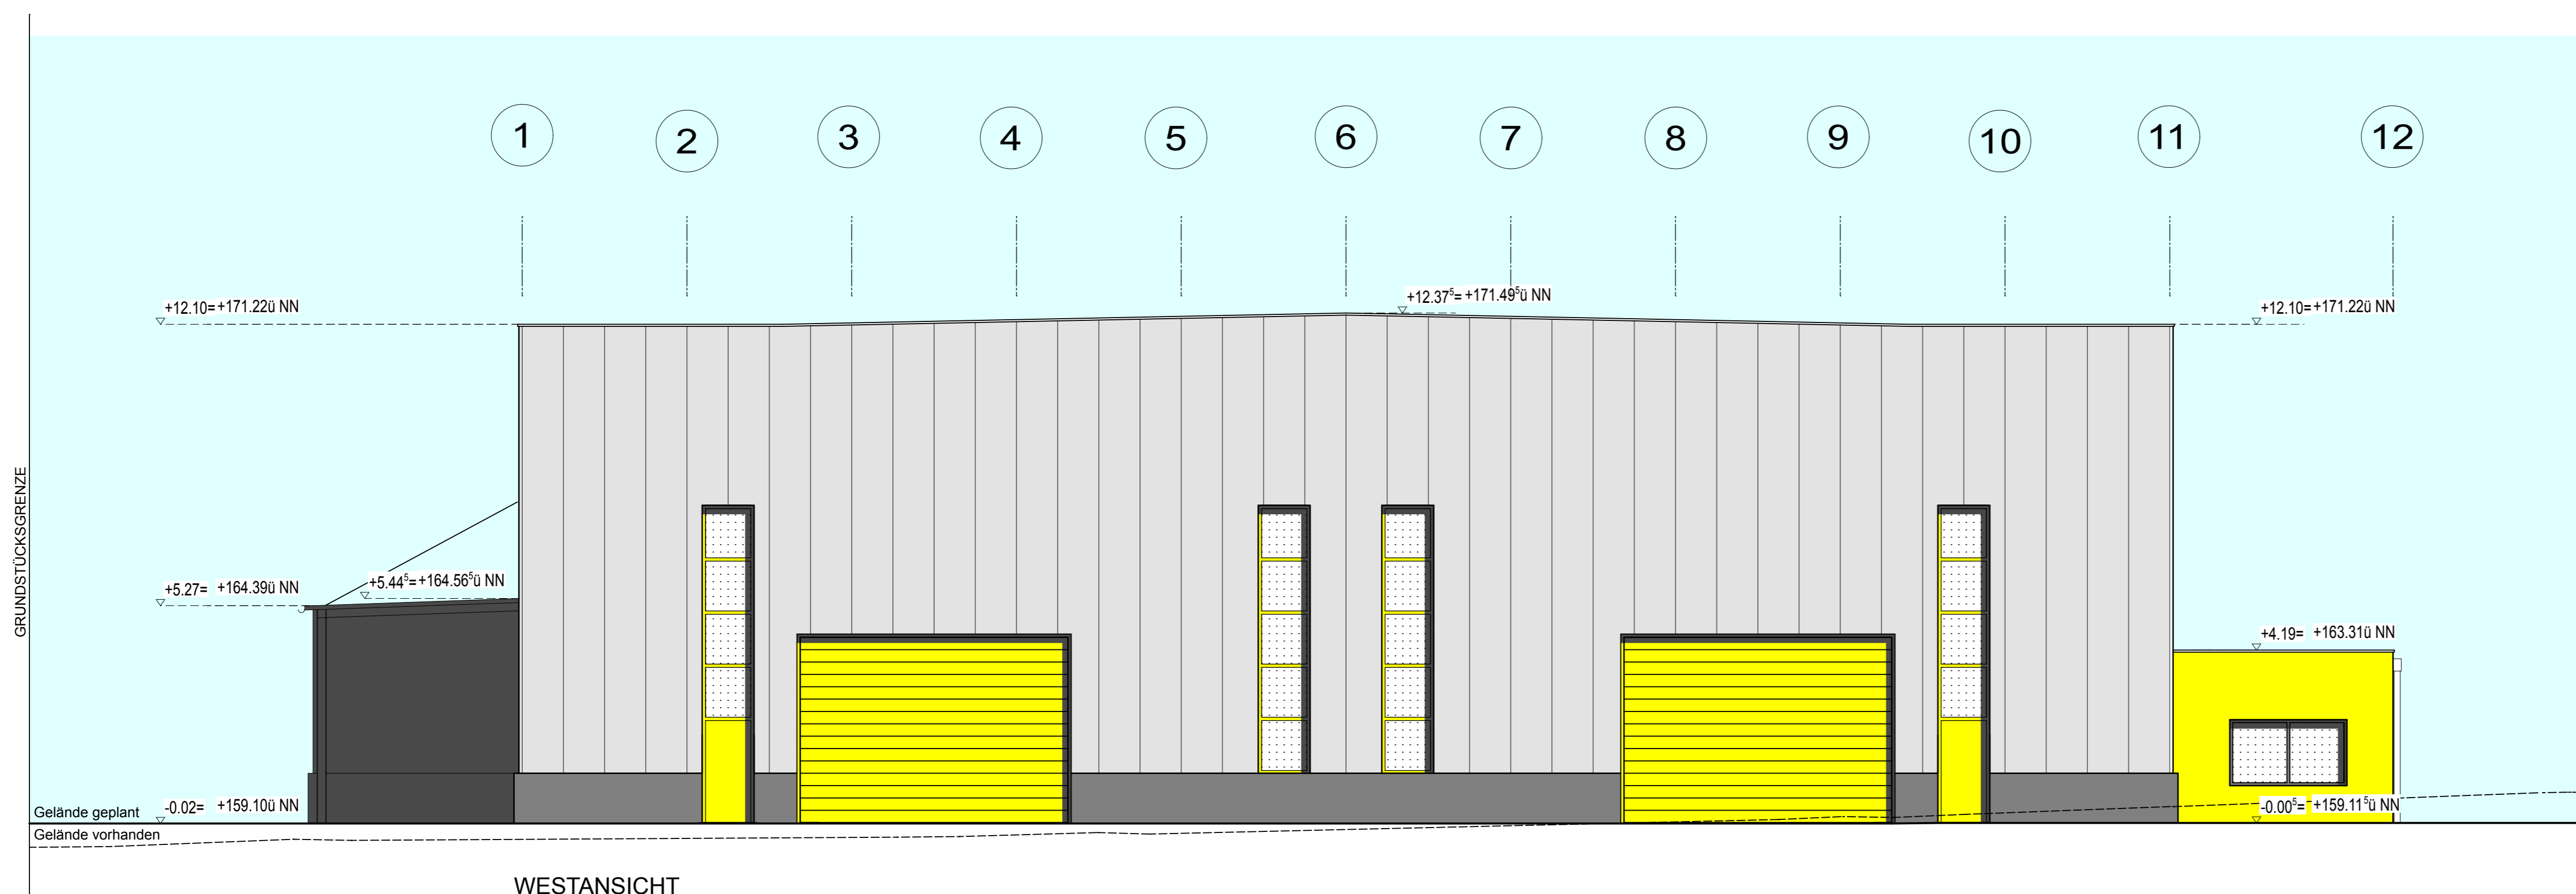 1 2 3 4 5 6 7 8 9 10 11 12
+12.37⁵= +171.49⁵ü NN
+12.10= +171.22ü NN
+12.10= +171.22ü NN
GRUNDSTÜCKSGRENZE
+5.44⁵= +164.56⁵ü NN
+5.27= +164.39ü NN
+4.19= +163.31ü NN
Gelände geplant
-0.02= +159.10ü NN
-0.00⁵= +159.11⁵ü NN
Gelände vorhanden
WESTANSICHT